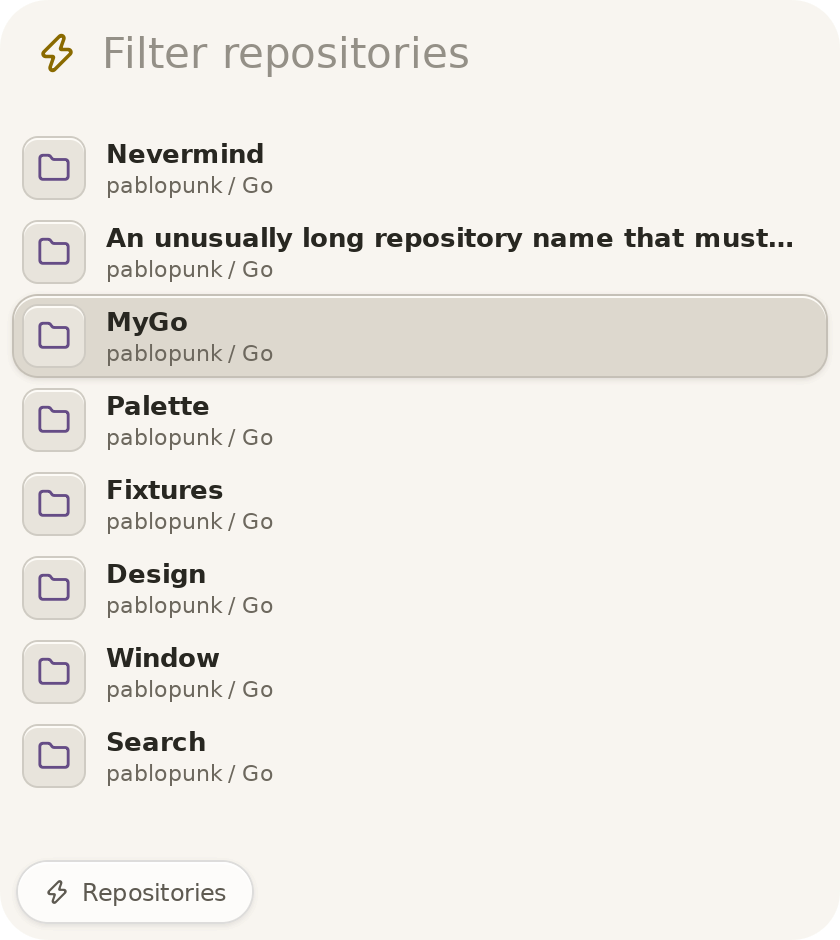 Filter repositories
Nevermind
pablopunk / Go
An unusually long repository name that must…
pablopunk / Go
MyGo
pablopunk / Go
Palette
pablopunk / Go
Fixtures
pablopunk / Go
Design
pablopunk / Go
Window
pablopunk / Go
Search
pablopunk / Go
Repositories